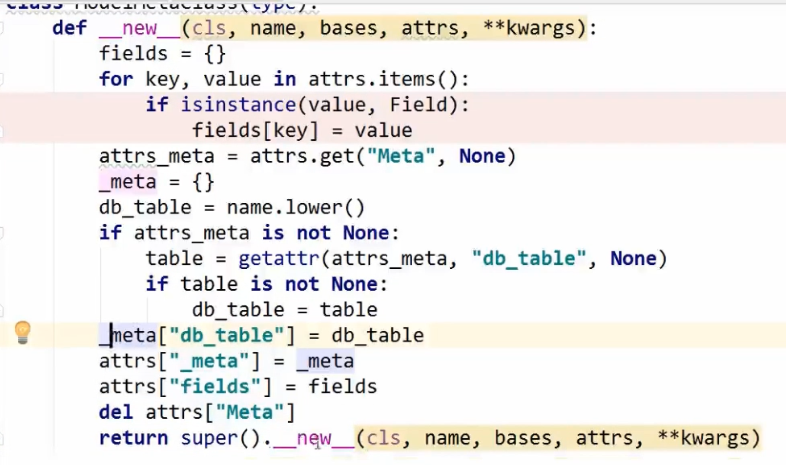 class ModelMetaClass(type):
def __new__(cls, name, bases, attrs, **kwargs):
fields = {}
for key, value in attrs.items():
if isinstance(value, Field):
fields[key] = value
attrs_meta = attrs.get("Meta", None)
_meta = {}
db_table = name.lower()
if attrs_meta is not None:
table = getattr(attrs_meta, "db_table", None)
if table is not None:
db_table = table
_meta["db_table"] = db_table
attrs["_meta"] = _meta
attrs["fields"] = fields
del attrs["Meta"]
return super().__new__(cls, name, bases, attrs, **kwargs)